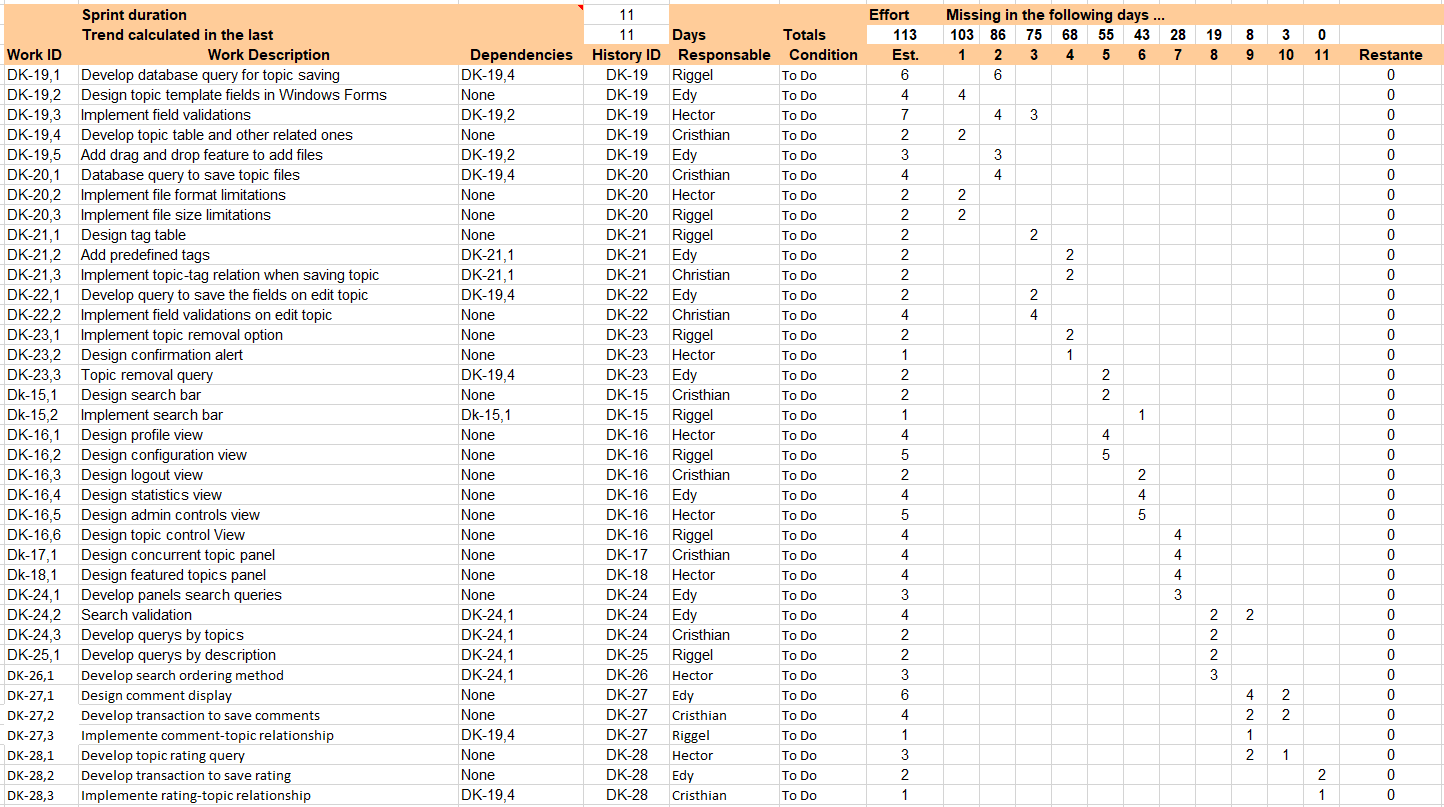 Sprint duration 11 Effort Missing in the following days ...
Trend calculated in the last 11 Days Totals 113 103 86 75 68 55 43 28 19 8 3 0
Work ID Work Description Dependencies History ID Responsable Condition Est. 1 2 3 4 5 6 7 8 9 10 11 Restante
DK-19,1 Develop database query for topic saving DK-19,4 DK-19 Riggel To Do 6 6 0
DK-19,2 Design topic template fields in Windows Forms None DK-19 Edy To Do 4 4 0
DK-19,3 Implement field validations DK-19,2 DK-19 Hector To Do 7 4 3 0
DK-19,4 Develop topic table and other related ones None DK-19 Cristhian To Do 2 2 0
DK-19,5 Add drag and drop feature to add files DK-19,2 DK-19 Edy To Do 3 3 0
DK-20,1 Database query to save topic files DK-19,4 DK-20 Cristhian To Do 4 4 0
DK-20,2 Implement file format limitations None DK-20 Hector To Do 2 2 0
DK-20,3 Implement file size limitations None DK-20 Riggel To Do 2 2 0
DK-21,1 Design tag table None DK-21 Riggel To Do 2 2 0
DK-21,2 Add predefined tags DK-21,1 DK-21 Edy To Do 2 2 0
DK-21,3 Implement topic-tag relation when saving topic DK-21,1 DK-21 Christian To Do 2 2 0
DK-22,1 Develop query to save the fields on edit topic DK-19,4 DK-22 Edy To Do 2 2 0
DK-22,2 Implement field validations on edit topic None DK-22 Christian To Do 4 4 0
DK-23,1 Implement topic removal option None DK-23 Riggel To Do 2 2 0
DK-23,2 Design confirmation alert None DK-23 Hector To Do 1 1 0
DK-23,3 Topic removal query DK-19,4 DK-23 Edy To Do 2 2 0
Dk-15,1 Design search bar None DK-15 Cristhian To Do 2 2 0
Dk-15,2 Implement search bar Dk-15,1 DK-15 Riggel To Do 1 1 0
DK-16,1 Design profile view None DK-16 Hector To Do 4 4 0
DK-16,2 Design configuration view None DK-16 Riggel To Do 5 5 0
DK-16,3 Design logout view None DK-16 Cristhian To Do 2 2 0
DK-16,4 Design statistics view None DK-16 Edy To Do 4 4 0
DK-16,5 Design admin controls view None DK-16 Hector To Do 5 5 0
DK-16,6 Design topic control View None DK-16 Riggel To Do 4 4 0
Dk-17,1 Design concurrent topic panel None DK-17 Cristhian To Do 4 4 0
Dk-18,1 Design featured topics panel None DK-18 Hector To Do 4 4 0
DK-24,1 Develop panels search queries None DK-24 Edy To Do 3 3 0
DK-24,2 Search validation DK-24,1 DK-24 Edy To Do 4 2 2 0
DK-24,3 Develop querys by topics DK-24,1 DK-24 Cristhian To Do 2 2 0
DK-25,1 Develop querys by description DK-24,1 DK-25 Riggel To Do 2 2 0
DK-26,1 Develop search ordering method DK-24,1 DK-26 Hector To Do 3 3 0
DK-27,1 Design comment display None DK-27 Edy To Do 6 4 2 0
DK-27,2 Develop transaction to save comments None DK-27 Cristhian To Do 4 2 2 0
DK-27,3 Implemente comment-topic relationship DK-19,4 DK-27 Riggel To Do 1 1 0
DK-28,1 Develop topic rating query None DK-28 Hector To Do 3 2 1 0
DK-28,2 Develop transaction to save rating None DK-28 Edy To Do 2 2 0
DK-28,3 Implemente rating-topic relationship DK-19,4 DK-28 Cristhian To Do 1 1 0